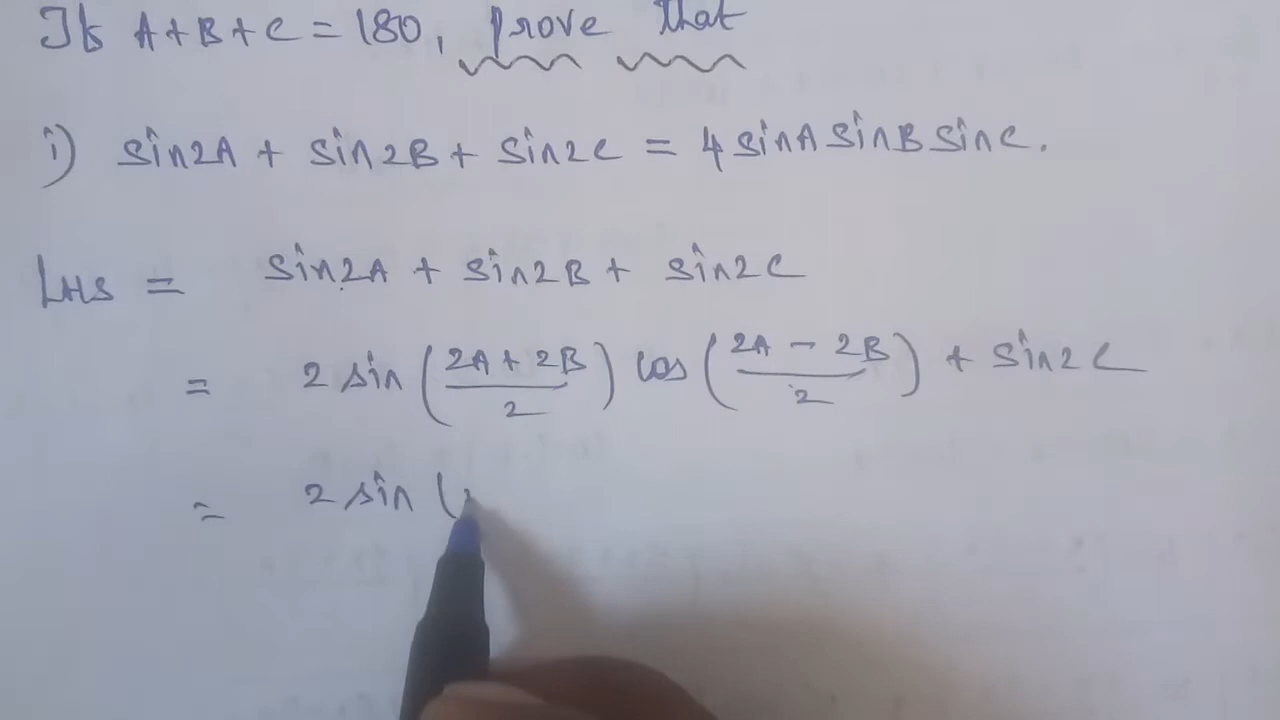 If A+B+C = 180, prove that
i) sin2A + sin2B + sin2C = 4 sinA sinB sinC.
LHS = sin2A + sin2B + sin2C
= 2 sin (2A + 2B / 2) cos (2A - 2B / 2) + sin2C
= 2 sin (